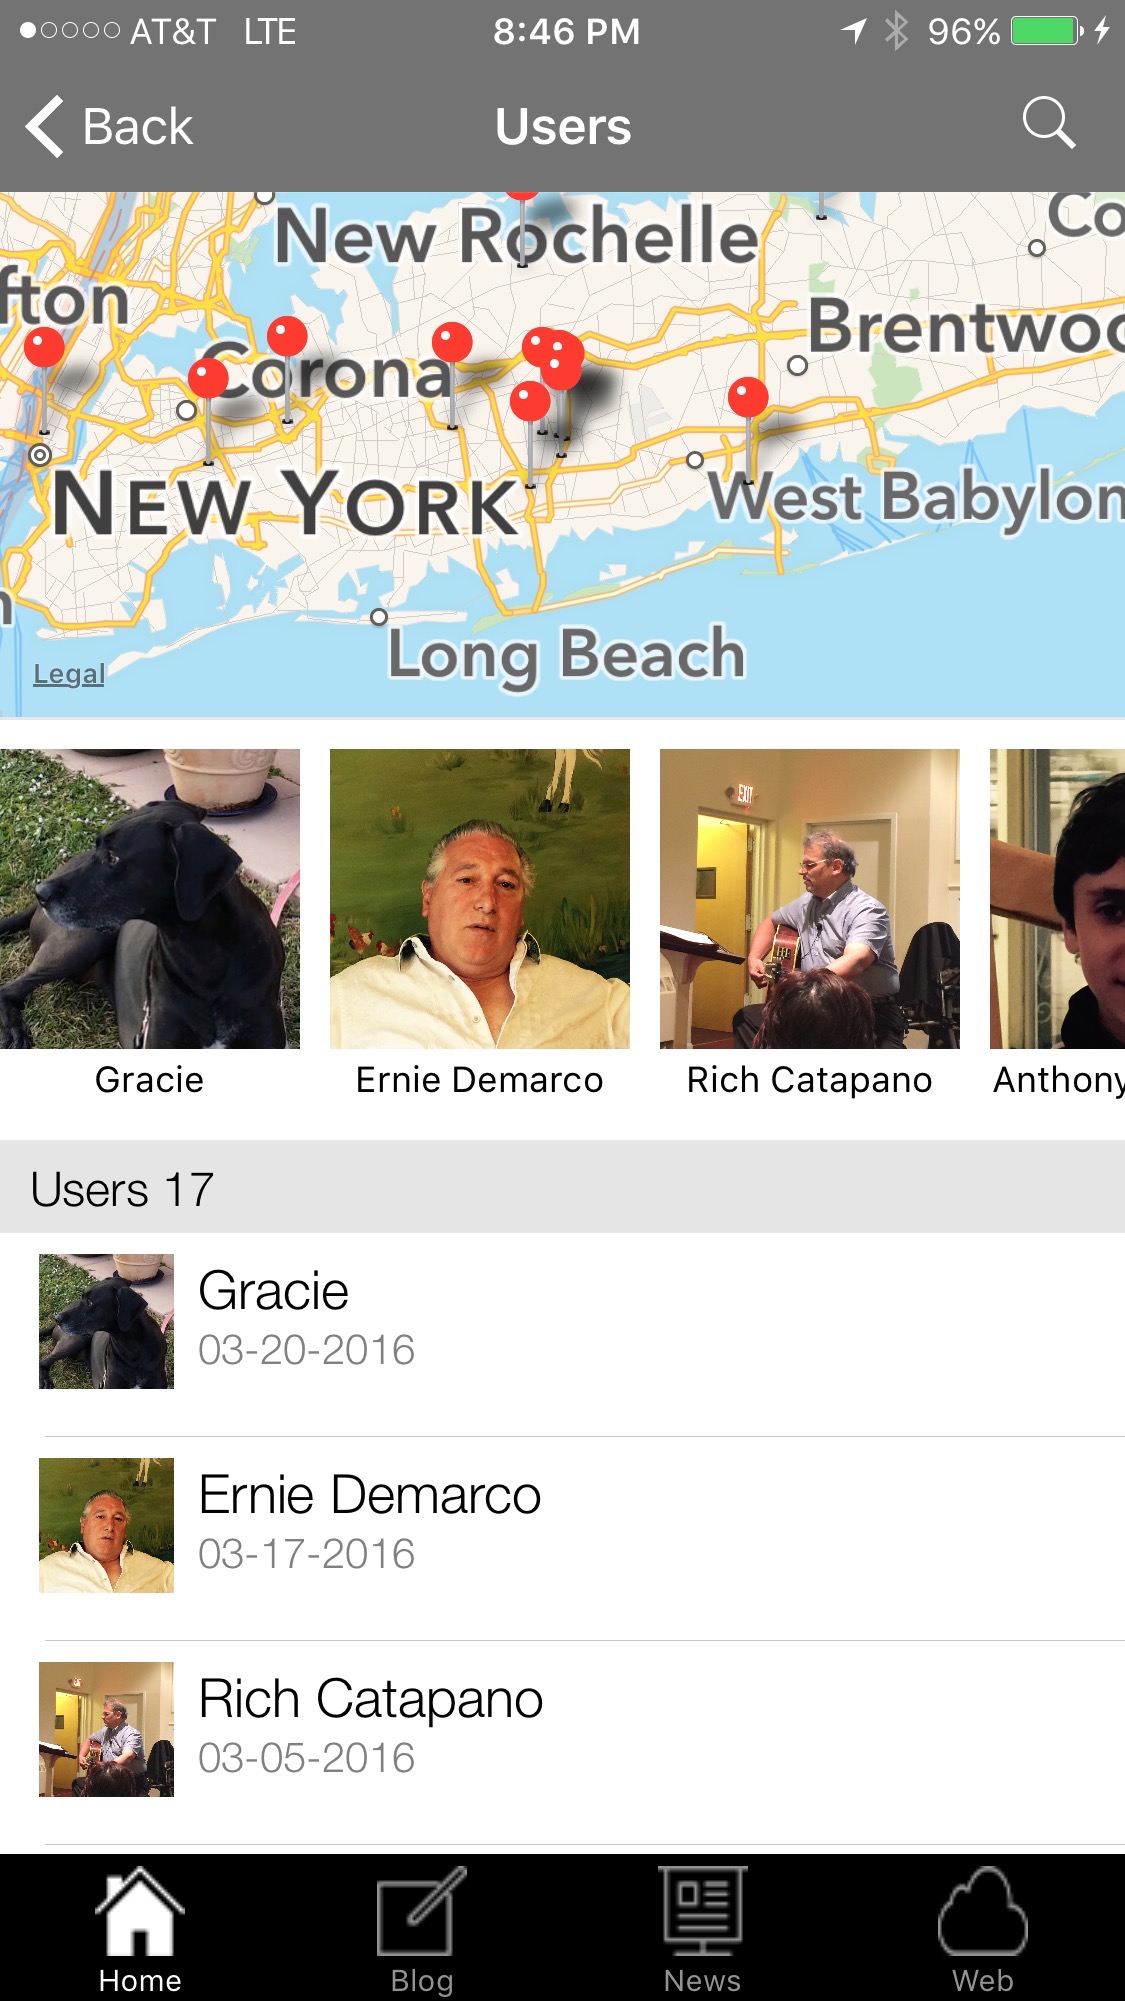 AT&T LTE 8:46 PM 96%
Back Users
New Rochelle
Co
fton
Brentwoo
Corona
NEW YORK
West Babylon
n
Long Beach
Legal
EXIT
Gracie Ernie Demarco Rich Catapano Anthony
Users 17
Gracie
03-20-2016
Ernie Demarco
03-17-2016
Rich Catapano
03-05-2016
Home Blog News Web